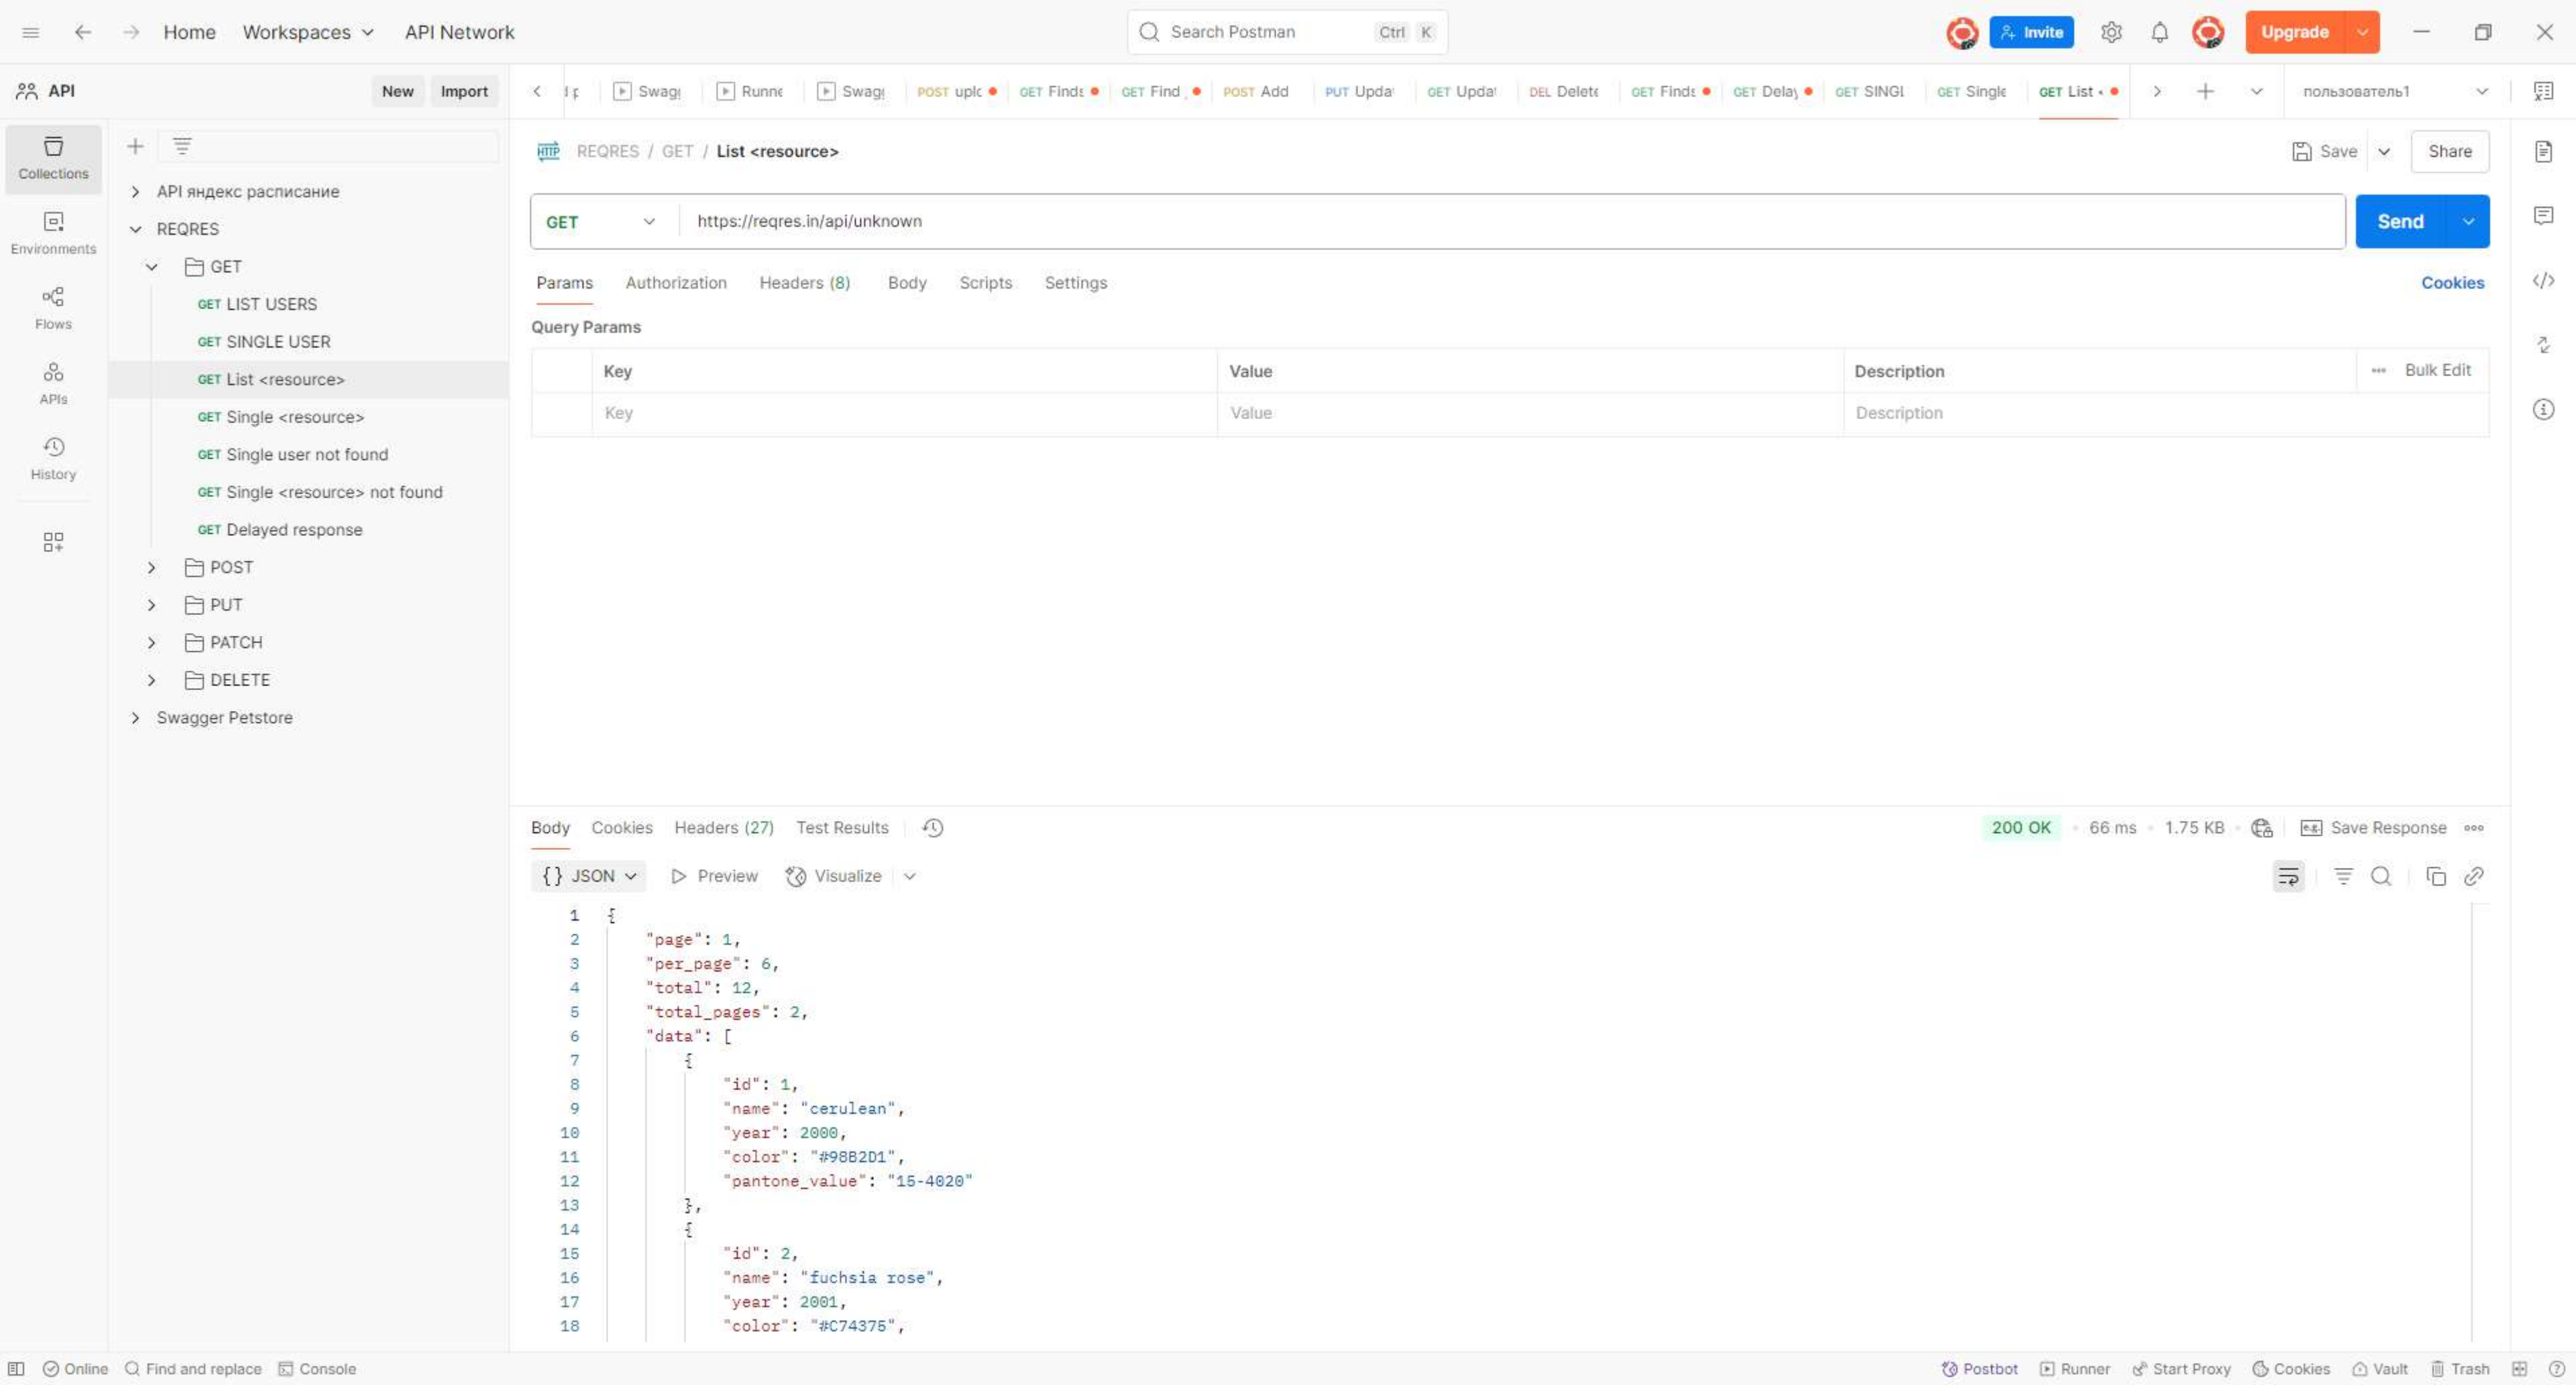 Home Workspaces API Network Search Postman Ctrl K Invite Upgrade
API New Import Swag Runne Swag POST uplo GET Finds GET Find POST Add PUT Upda GET Upda DEL Delete GET Finds GET Delay GET SINGL GET Single GET List пользователь1
Collections
Environments
Flows
APIs
History
API яндекс расписание
REQRES
GET
GET LIST USERS
GET SINGLE USER
GET List <resource>
GET Single <resource>
GET Single user not found
GET Single <resource> not found
GET Delayed response
POST
PUT
PATCH
DELETE
Swagger Petstore
HTTP REQRES / GET / List <resource> Save Share
GET https://reqres.in/api/unknown Send
Params Authorization Headers (8) Body Scripts Settings Cookies
Query Params
Key Value Description Bulk Edit
Key Value Description
Body Cookies Headers (27) Test Results 200 OK 66 ms 1.75 KB e.g. Save Response
{} JSON Preview Visualize
1 {
2 "page": 1,
3 "per_page": 6,
4 "total": 12,
5 "total_pages": 2,
6 "data": [
7 {
8 "id": 1,
9 "name": "cerulean",
10 "year": 2000,
11 "color": "#98B2D1",
12 "pantone_value": "15-4020"
13 },
14 {
15 "id": 2,
16 "name": "fuchsia rose",
17 "year": 2001,
18 "color": "#C74375",
Online Find and replace Console Postbot Runner Start Proxy Cookies Vault Trash